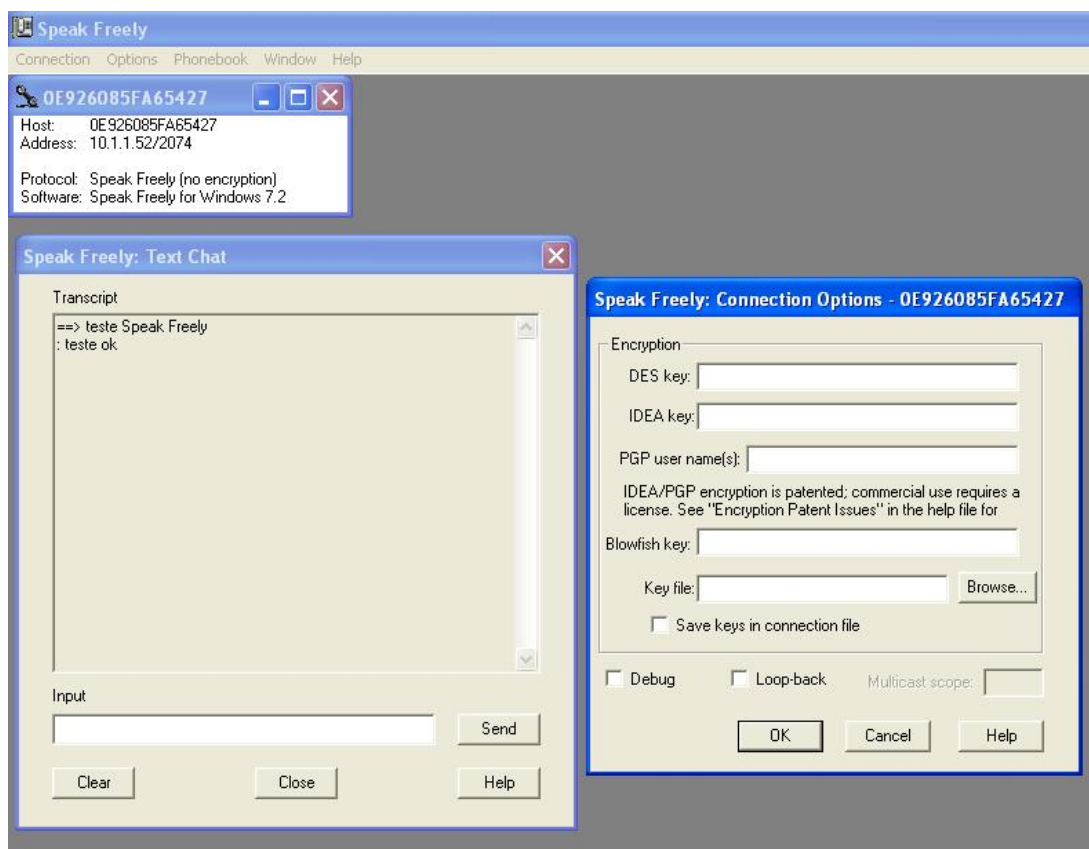 Speak Freely
Connection Options Phonebook Window Help
0E926085FA65427
Host: 0E926085FA65427
Address: 10.1.1.52/2074
Protocol: Speak Freely (no encryption)
Software: Speak Freely for Windows 7.2
Speak Freely: Text Chat
Transcript
==> teste Speak Freely
: teste ok
Input
Send
Clear Close Help
Speak Freely: Connection Options - 0E926085FA65427
Encryption
DES key:
IDEA key:
PGP user name(s):
IDEA/PGP encryption is patented; commercial use requires a
license. See "Encryption Patent Issues" in the help file for
Blowfish key:
Key file: Browse...
Save keys in connection file
Debug Loop-back Multicast scope:
OK Cancel Help